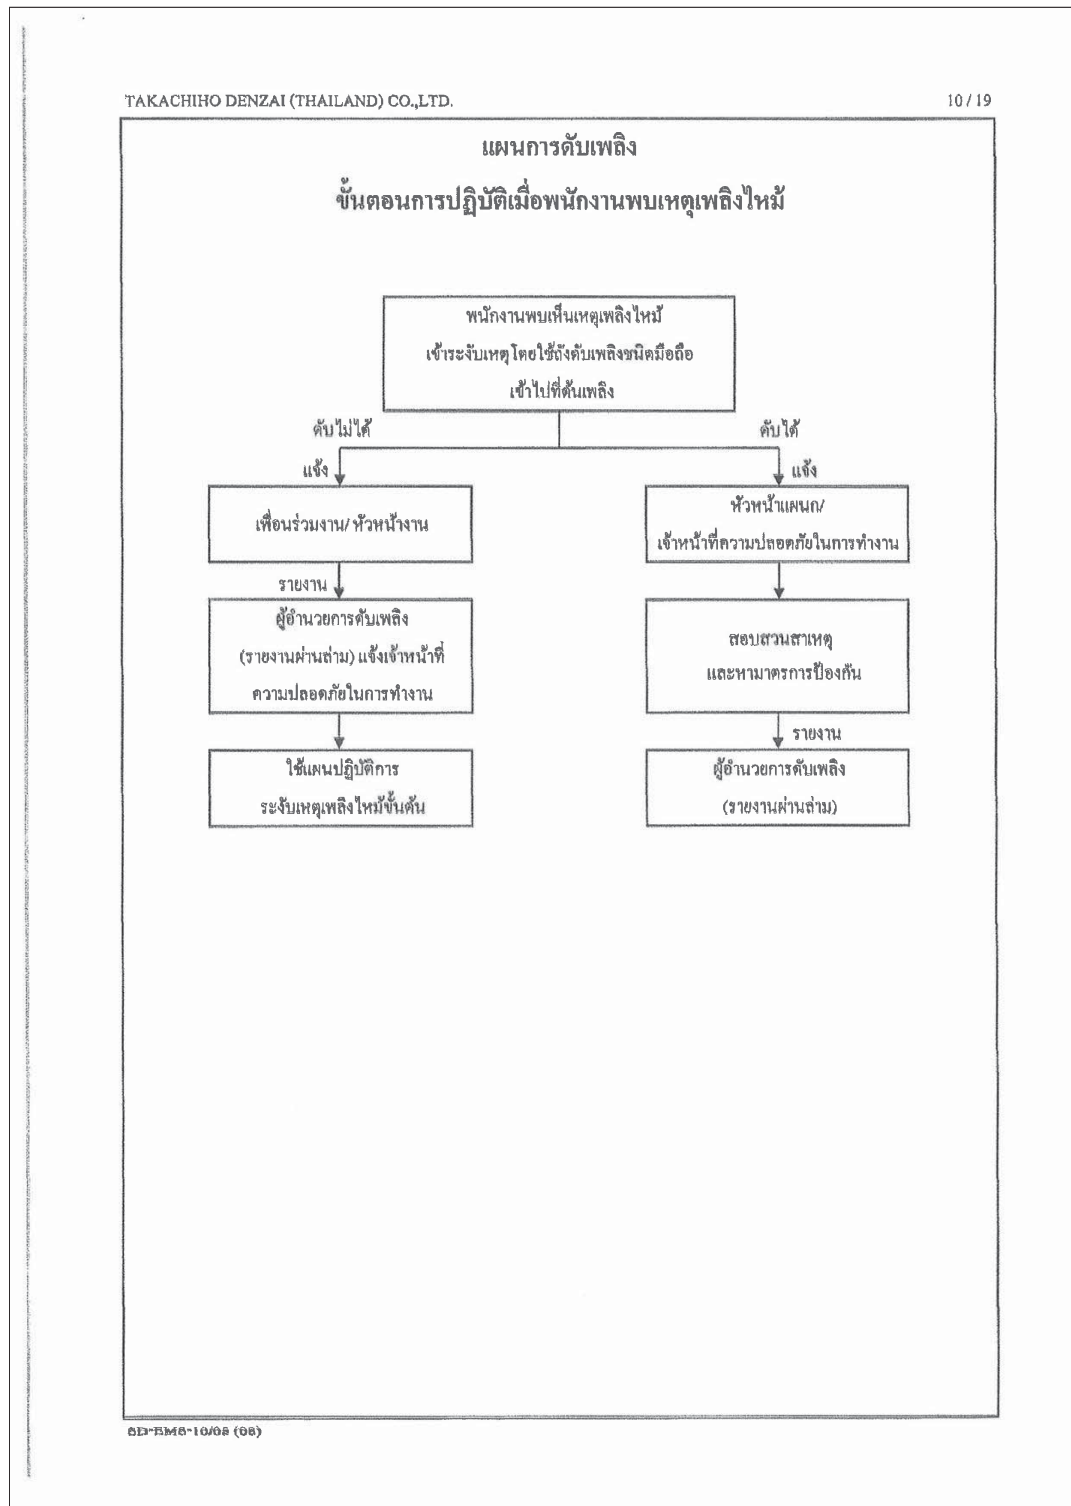 TAKACHIHO DENZAI (THAILAND) CO.,LTD.
10 / 19
แผนการดับเพลิง
ขั้นตอนการปฏิบัติเมื่อพนักงานพบเหตุเพลิงไหม้
พนักงานพบเห็นเหตุเพลิงไหม้
เข้าระงับเหตุโดยใช้ถังดับเพลิงชนิดมือถือ
เข้าไปที่ต้นเพลิง
ดับไม่ได้
ดับได้
แจ้ง
แจ้ง
เพื่อนร่วมงาน/ หัวหน้างาน
หัวหน้าแผนก/
เจ้าหน้าที่ความปลอดภัยในการทำงาน
รายงาน
ผู้อำนวยการดับเพลิง
(รายงานผ่านล่าม) แจ้งเจ้าหน้าที่
ความปลอดภัยในการทำงาน
สอบสวนสาเหตุ
และหามาตรการป้องกัน
รายงาน
ใช้แผนปฏิบัติการ
ระงับเหตุเพลิงไหม้ขั้นต้น
ผู้อำนวยการดับเพลิง
(รายงานผ่านล่าม)